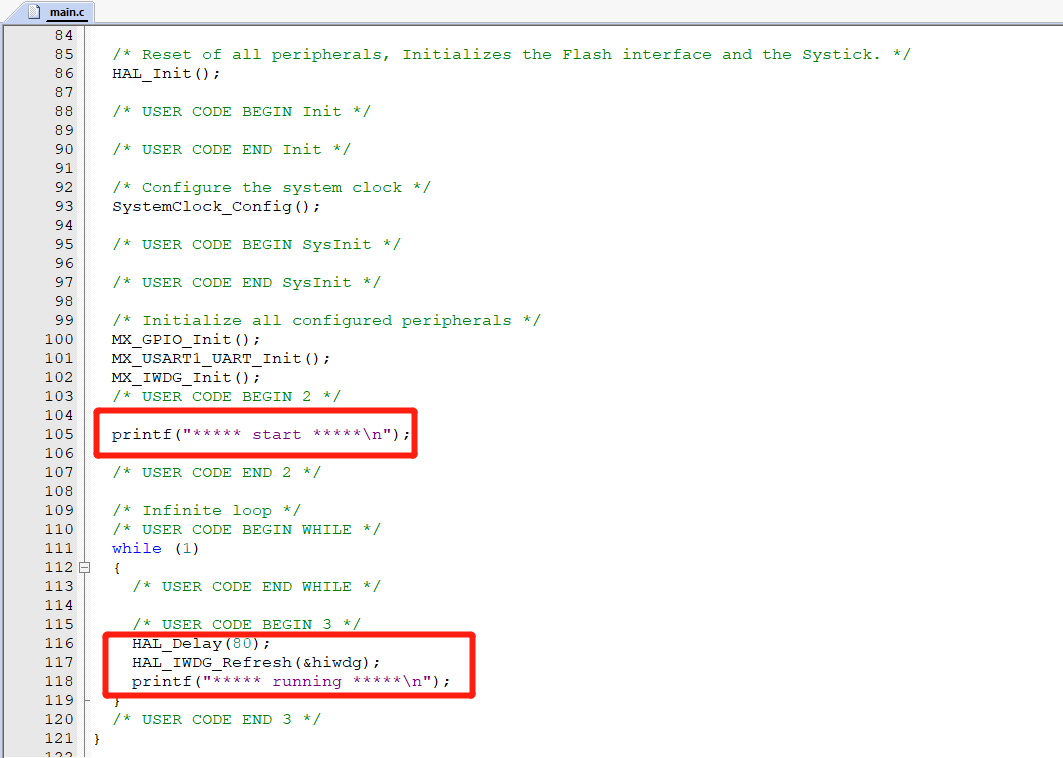 main.c
84
85 /* Reset of all peripherals, Initializes the Flash interface and the Systick. */
86 HAL_Init();
87
88 /* USER CODE BEGIN Init */
89
90 /* USER CODE END Init */
91
92 /* Configure the system clock */
93 SystemClock_Config();
94
95 /* USER CODE BEGIN SysInit */
96
97 /* USER CODE END SysInit */
98
99 /* Initialize all configured peripherals */
100 MX_GPIO_Init();
101 MX_USART1_UART_Init();
102 MX_IWDG_Init();
103 /* USER CODE BEGIN 2 */
104
105 printf("***** start *****\n");
106
107 /* USER CODE END 2 */
108
109 /* Infinite loop */
110 /* USER CODE BEGIN WHILE */
111 while (1)
112 {
113 /* USER CODE END WHILE */
114
115 /* USER CODE BEGIN 3 */
116 HAL_Delay(80);
117 HAL_IWDG_Refresh(&hiwdg);
118 printf("***** running *****\n");
119 }
120 /* USER CODE END 3 */
121 }
122